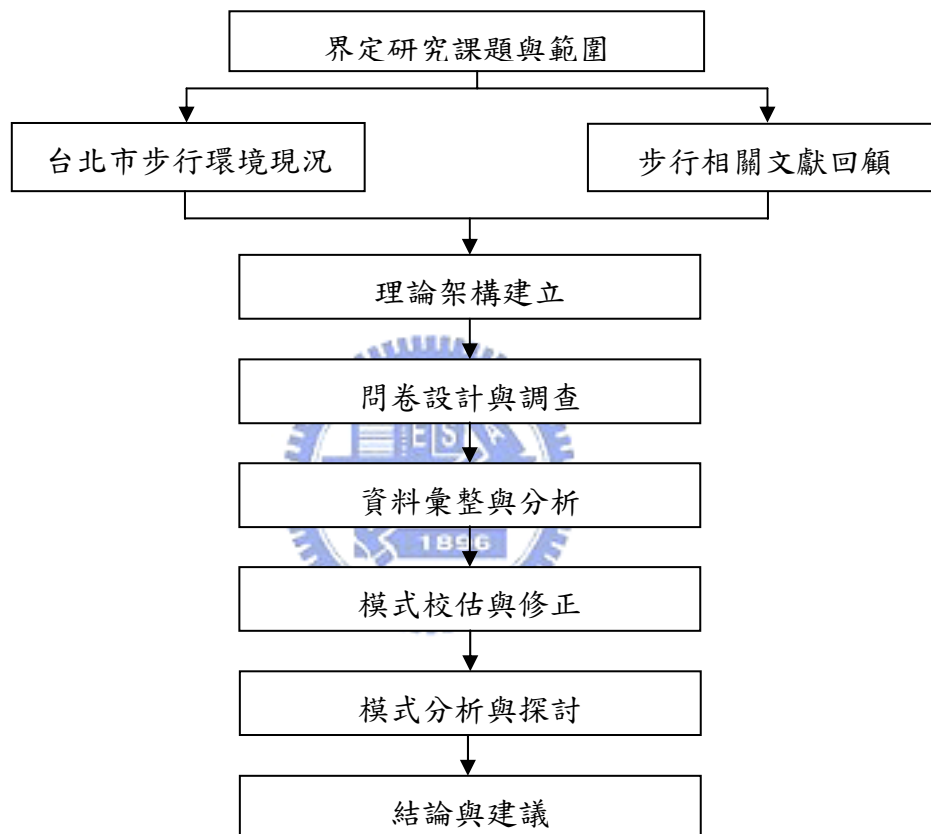 界定研究課題與範圍
台北市步行環境現況
步行相關文獻回顧
理論架構建立
問卷設計與調查
ESA
資料彙整與分析
1896
模式校估與修正
模式分析與探討
結論與建議